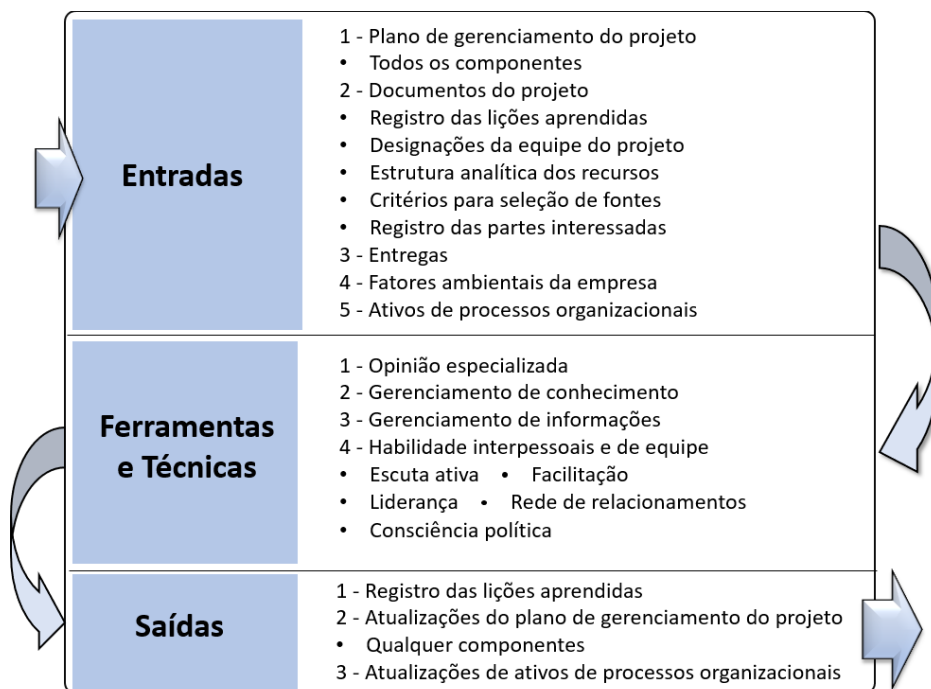 Entradas
1 - Plano de gerenciamento do projeto
• Todos os componentes
2 - Documentos do projeto
• Registro das lições aprendidas
• Designações da equipe do projeto
• Estrutura analítica dos recursos
• Critérios para seleção de fontes
• Registro das partes interessadas
3 - Entregas
4 - Fatores ambientais da empresa
5 - Ativos de processos organizacionais
Ferramentas
e Técnicas
1 - Opinião especializada
2 - Gerenciamento de conhecimento
3 - Gerenciamento de informações
4 - Habilidade interpessoais e de equipe
• Escuta ativa • Facilitação
• Liderança • Rede de relacionamentos
• Consciência política
Saídas
1 - Registro das lições aprendidas
2 - Atualizações do plano de gerenciamento do projeto
• Qualquer componentes
3 - Atualizações de ativos de processos organizacionais